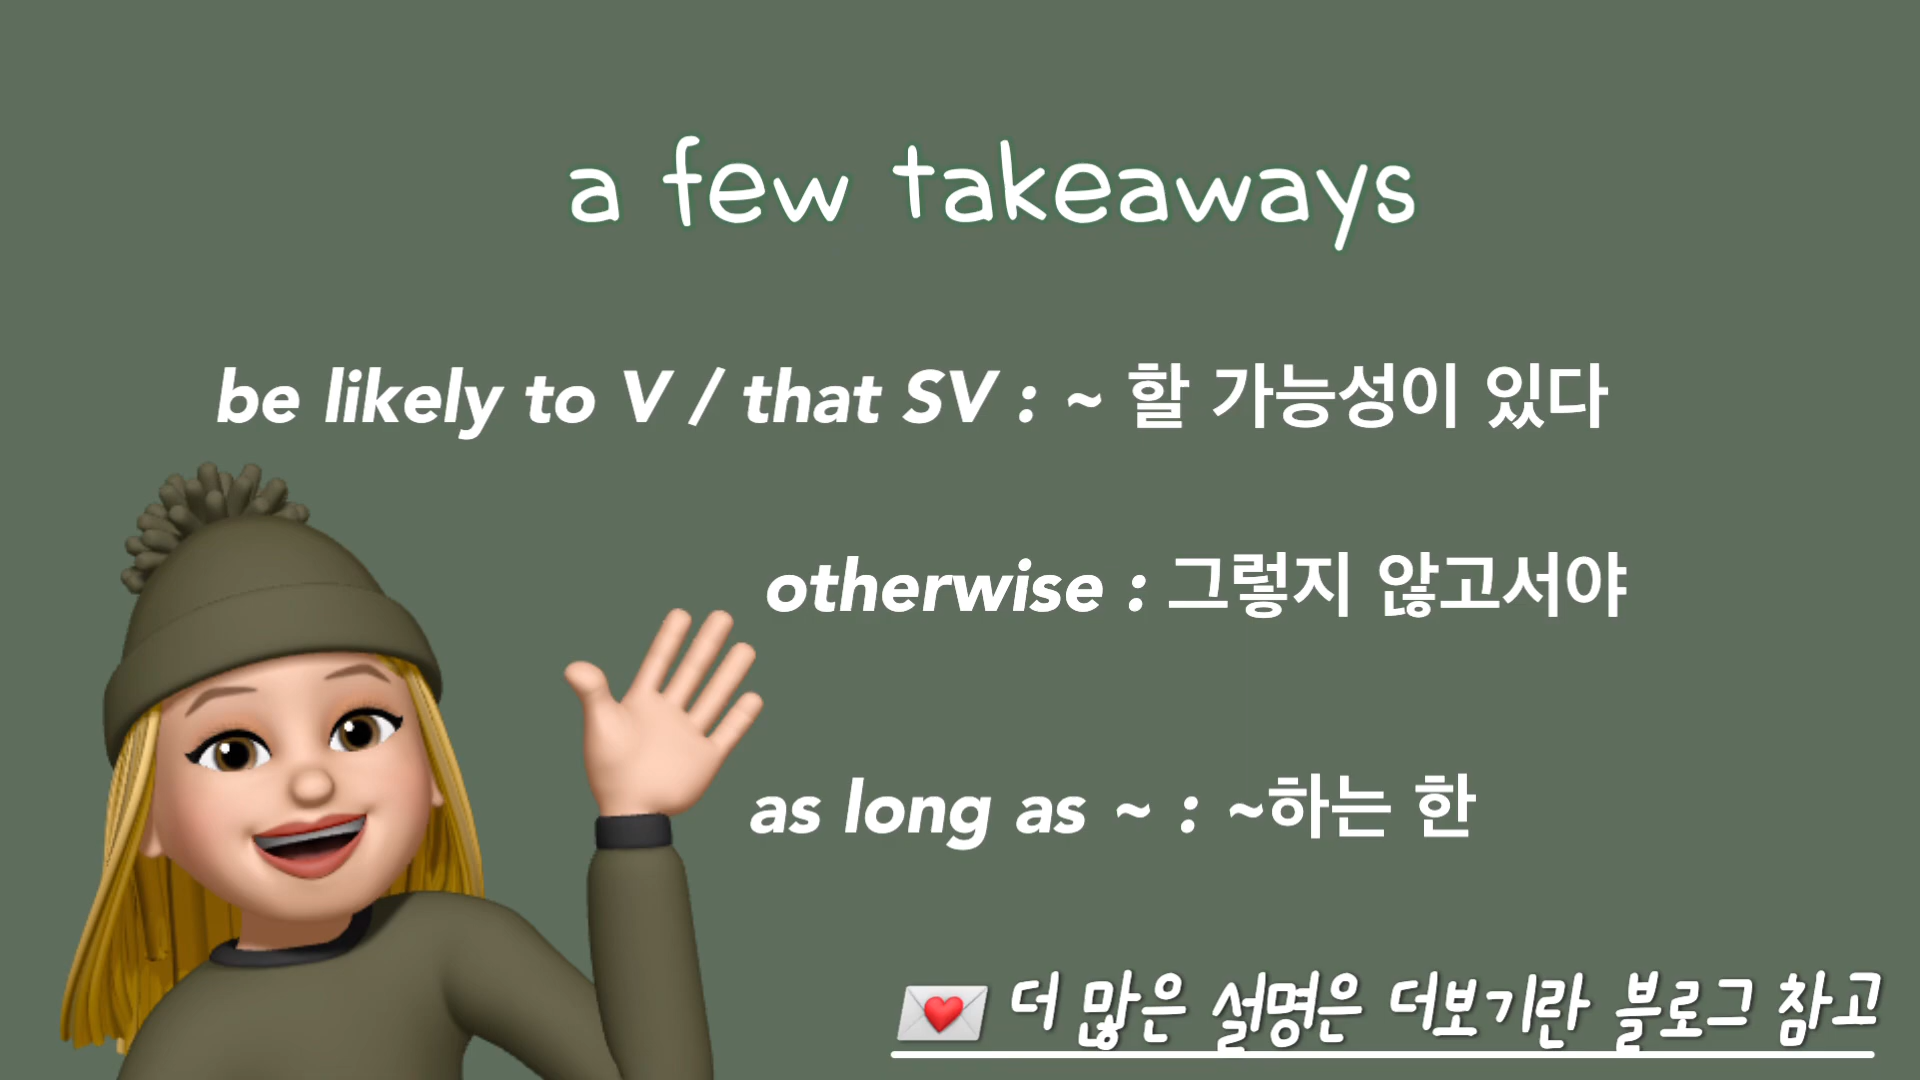 a few takeaways
be likely to V / that SV : ~ 할 가능성이 있다
otherwise : 그렇지 않고서야
as long as ~ : ~하는 한
더 많은 설명은 더보기란 블로그 참고